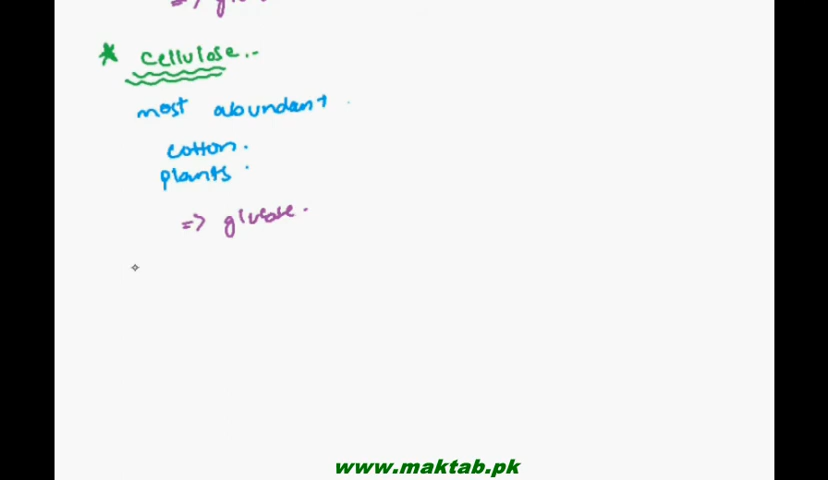 * Cellulose.-
most abundant.
cotton.
plants.
=> glucose.
www.maktab.pk